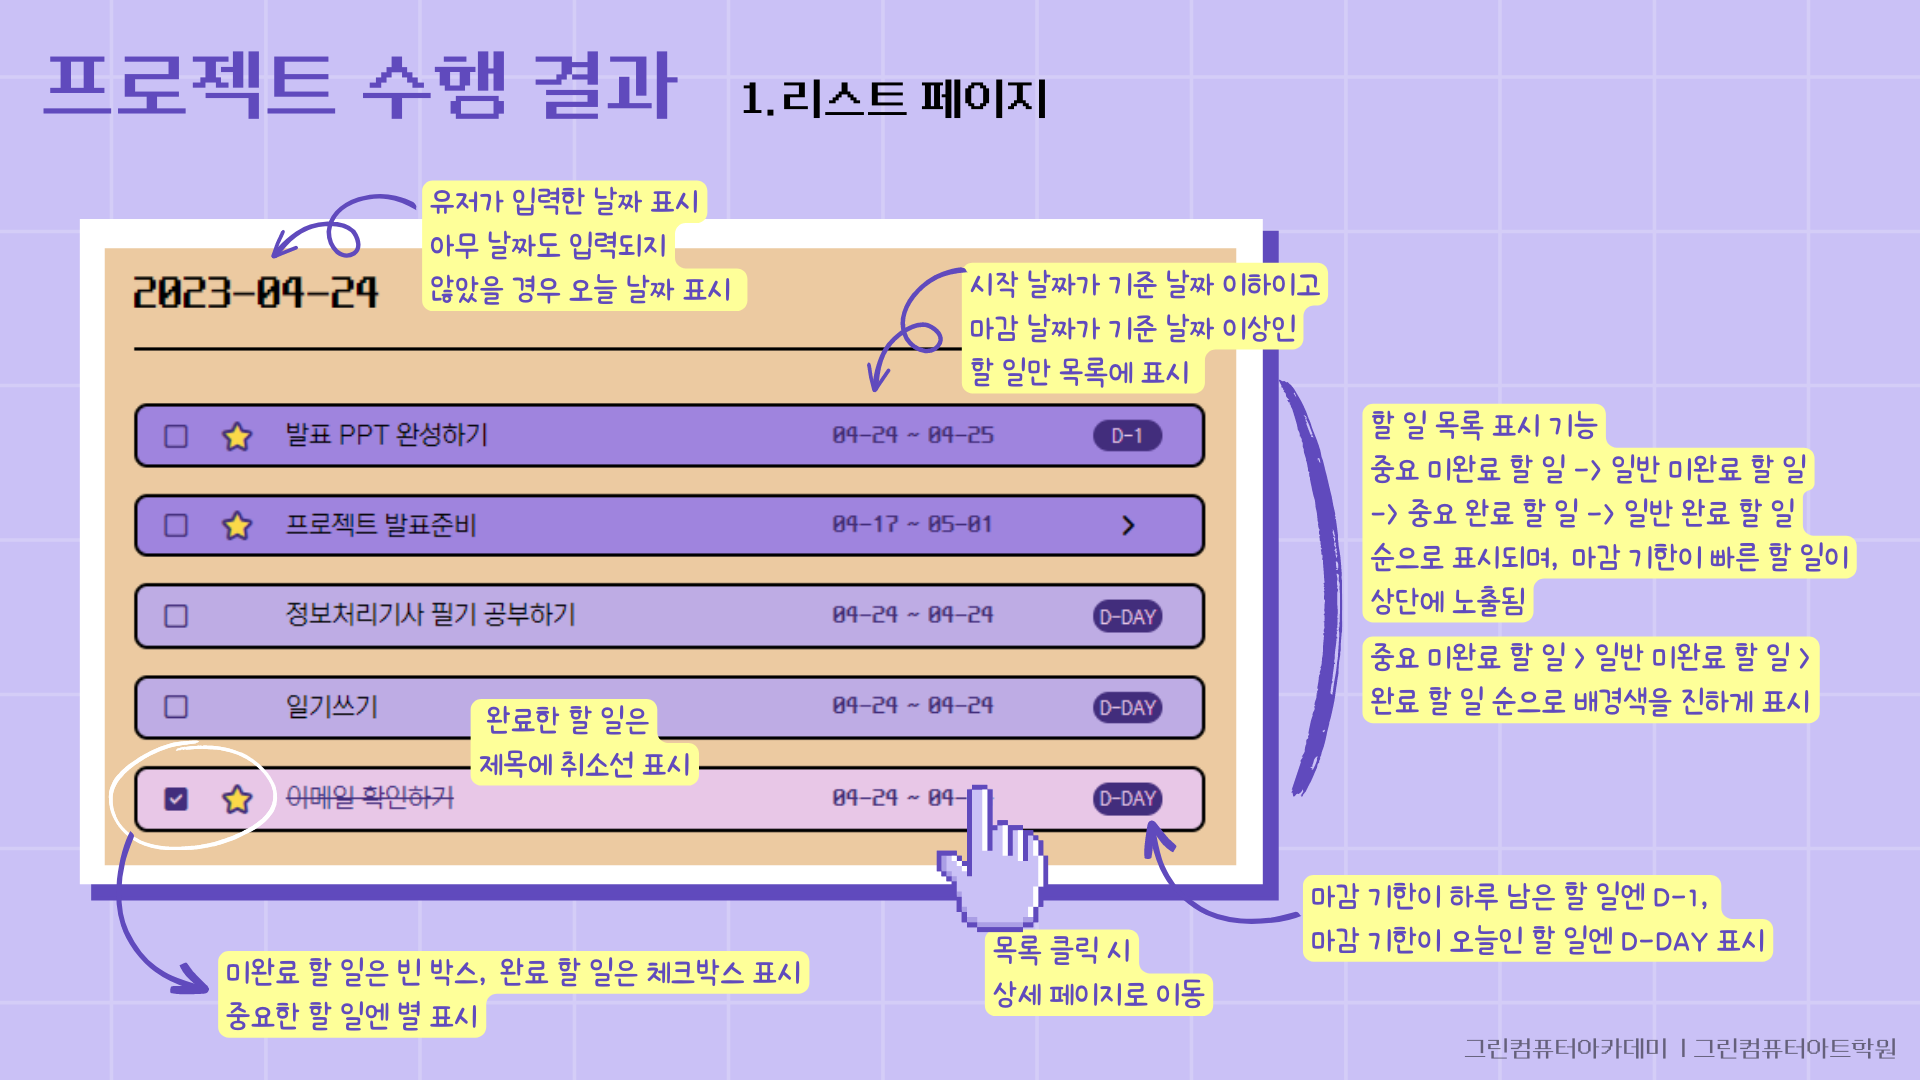 프로젝트 수행 결과
1.리스트 페이지
유저가 입력한 날짜 표시
아무 날짜도 입력되지
않았을 경우 오늘 날짜 표시
2023-04-24
시작 날짜가 기준 날짜 이하이고
마감 날짜가 기준 날짜 이상인
할 일만 목록에 표시
발표 PPT 완성하기 04-24 ~ 04-25 D-1
프로젝트 발표준비 04-17 ~ 05-01 >
정보처리기사 필기 공부하기 04-24 ~ 04-24 D-DAY
일기쓰기 04-24 ~ 04-24 D-DAY
완료한 할 일은
제목에 취소선 표시
이메일 확인하기 04-24 ~ 04- D-DAY
할 일 목록 표시 기능
중요 미완료 할 일 -> 일반 미완료 할 일
-> 중요 완료 할 일 -> 일반 완료 할 일
순으로 표시되며, 마감 기한이 빠른 할 일이
상단에 노출됨
중요 미완료 할 일 > 일반 미완료 할 일 >
완료 할 일 순으로 배경색을 진하게 표시
마감 기한이 하루 남은 할 일엔 D-1,
마감 기한이 오늘인 할 일엔 D-DAY 표시
목록 클릭 시
상세 페이지로 이동
미완료 할 일은 빈 박스, 완료 할 일은 체크박스 표시
중요한 할 일엔 별 표시
그린컴퓨터아카데미 | 그린컴퓨터아트학원